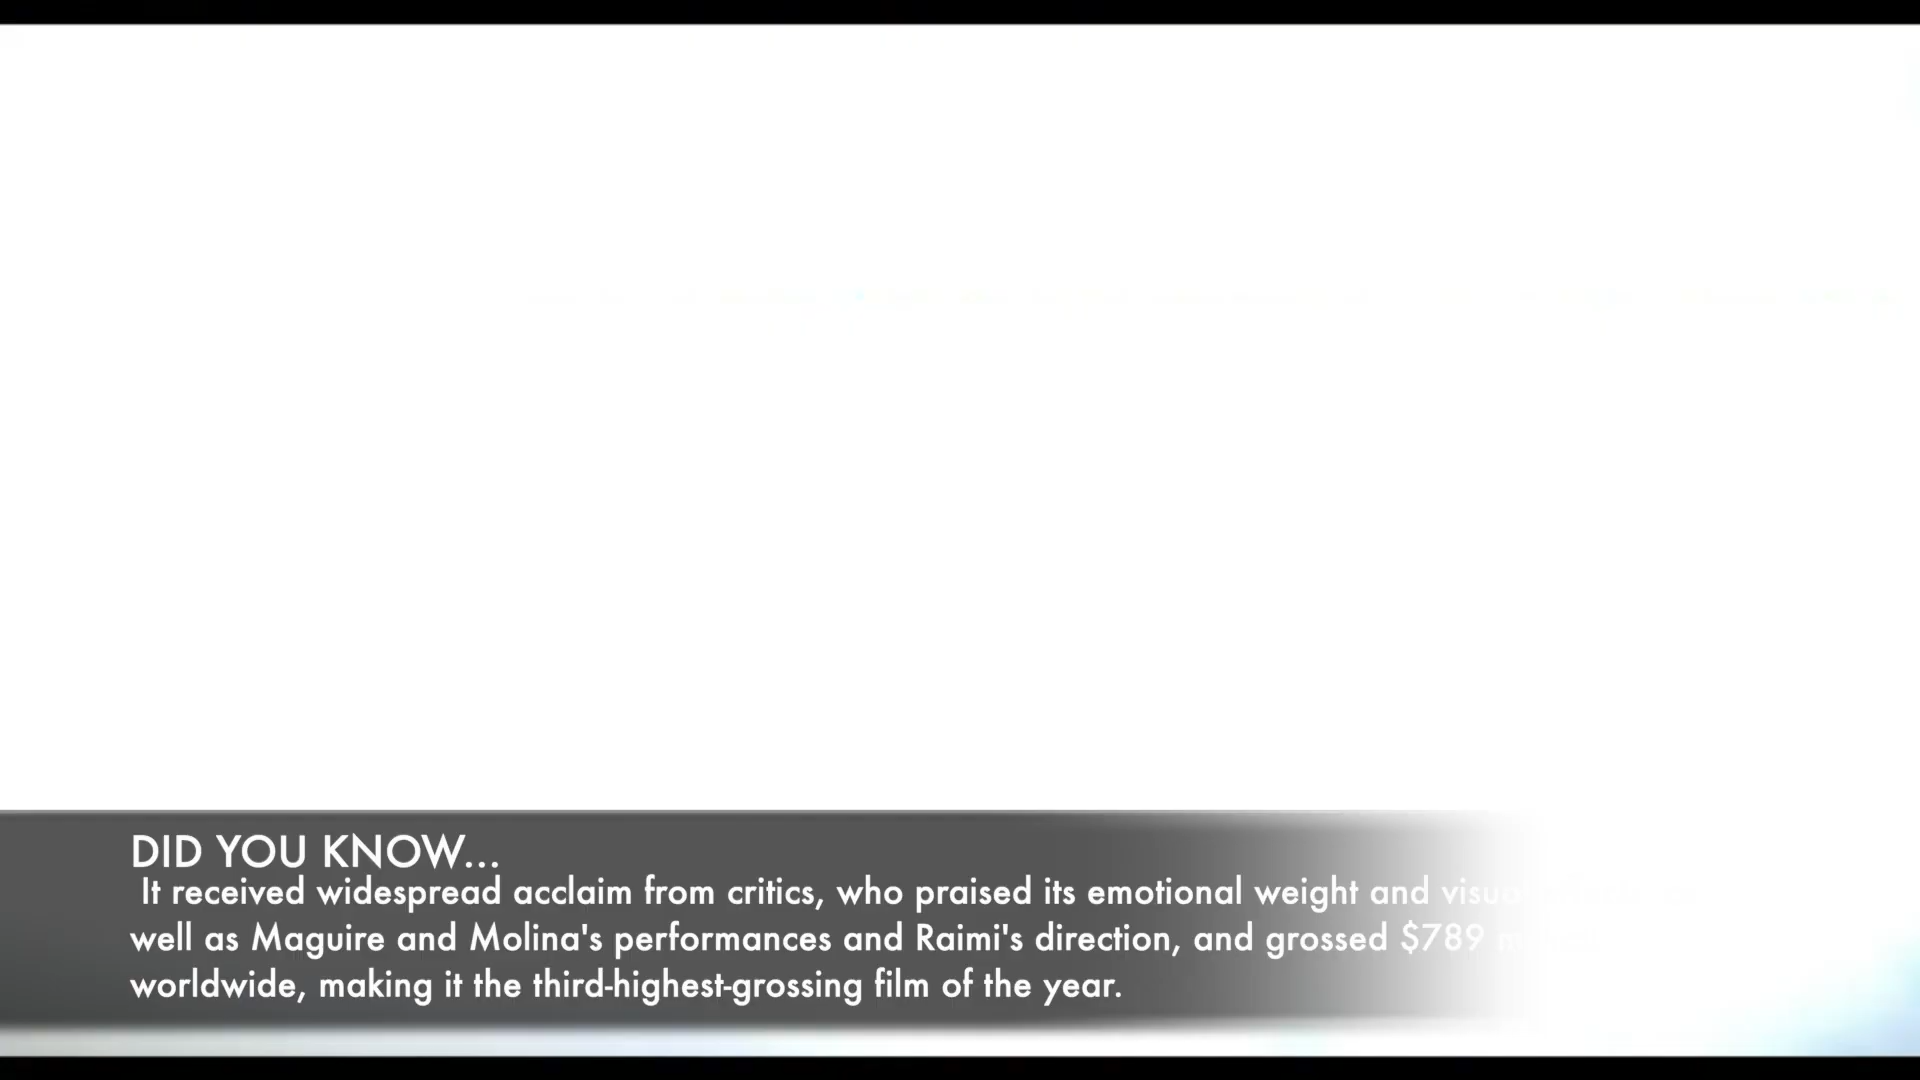 DID YOU KNOW...
It received widespread acclaim from critics, who praised its emotional weight and
well as Maguire and Molina's performances and Raimi's direction, and grossed $789
worldwide, making it the third-highest-grossing film of the year.